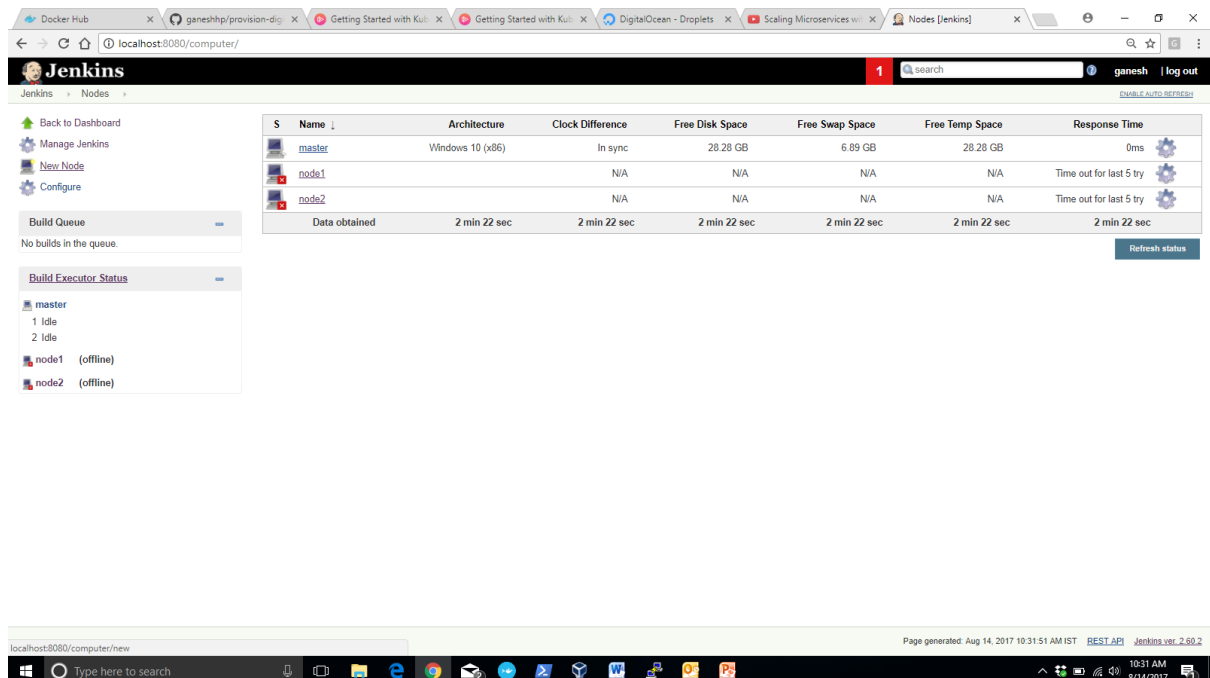 Docker Hub
ganeshhp/provision-dig
Getting Started with Kub
Getting Started with Kub
DigitalOcean - Droplets
Scaling Microservices wi
Nodes [Jenkins]
localhost:8080/computer/
Jenkins
1
search
ganesh | log out
Jenkins Nodes
ENABLE AUTO REFRESH
Back to Dashboard
Manage Jenkins
New Node
Configure
Build Queue
No builds in the queue.
Build Executor Status
master
1 Idle
2 Idle
node1 (offline)
node2 (offline)
S Name ↓ Architecture Clock Difference Free Disk Space Free Swap Space Free Temp Space Response Time
master Windows 10 (x86) In sync 28.28 GB 6.89 GB 28.28 GB 0ms
node1 N/A N/A N/A N/A Time out for last 5 try
node2 N/A N/A N/A N/A Time out for last 5 try
Data obtained 2 min 22 sec 2 min 22 sec 2 min 22 sec 2 min 22 sec 2 min 22 sec 2 min 22 sec
Refresh status
Page generated: Aug 14, 2017 10:31:51 AM IST REST API Jenkins ver. 2.60.2
localhost:8080/computer/new
Type here to search
10:31 AM
8/14/2017